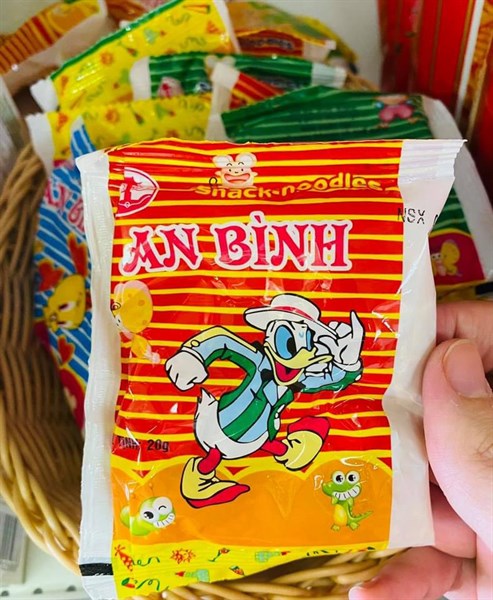 snack-noodles
AN BÌNH
NSX
20g